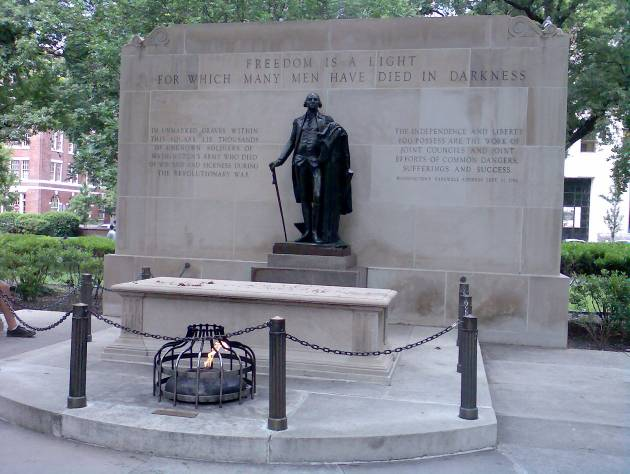 FREEDOM IS A LIGHT
FOR WHICH MANY MEN HAVE DIED IN DARKNESS
IN UNMARKED GRAVES WITHIN
THIS SQUARE LIE THOUSANDS
OF UNKNOWN SOLDIERS OF
WASHINGTON'S ARMY WHO DIED
OF WOUNDS AND SICKNESS DURING
THE REVOLUTIONARY WAR
THE INDEPENDENCE AND LIBERTY
YOU POSSESS ARE THE WORK OF
JOINT COUNCILS AND JOINT
EFFORTS OF COMMON DANGERS,
SUFFERINGS AND SUCCESS
WASHINGTON'S FAREWELL ADDRESS SEPT. 17, 1796